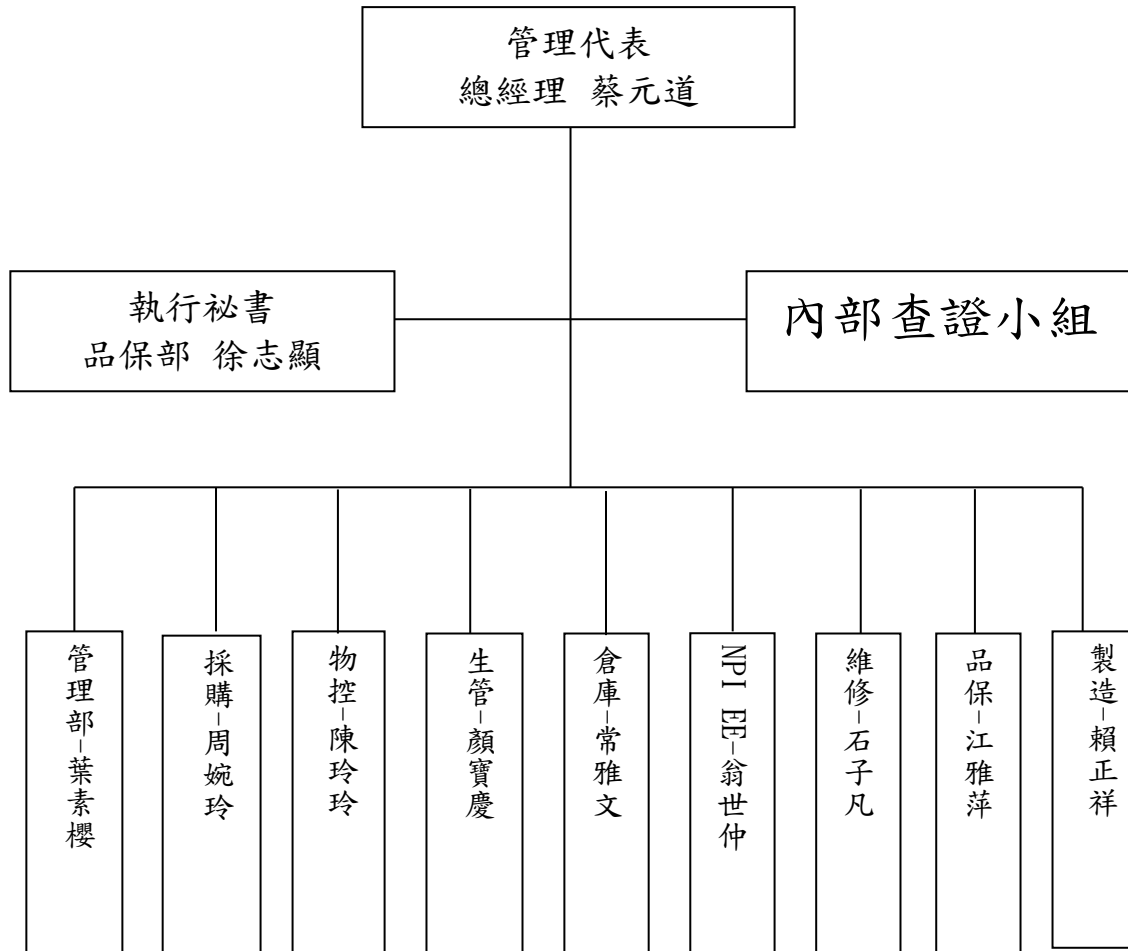 管理代表
總經理 蔡元道
執行祕書
品保部 徐志顯
內部查證小組
管理部-葉素櫻
採購-周婉玲
物控-陳玲玲
生管-顏寶慶
倉庫-常雅文
NPI EE-翁世仲
維修-石子凡
品保-江雅萍
製造-賴正祥